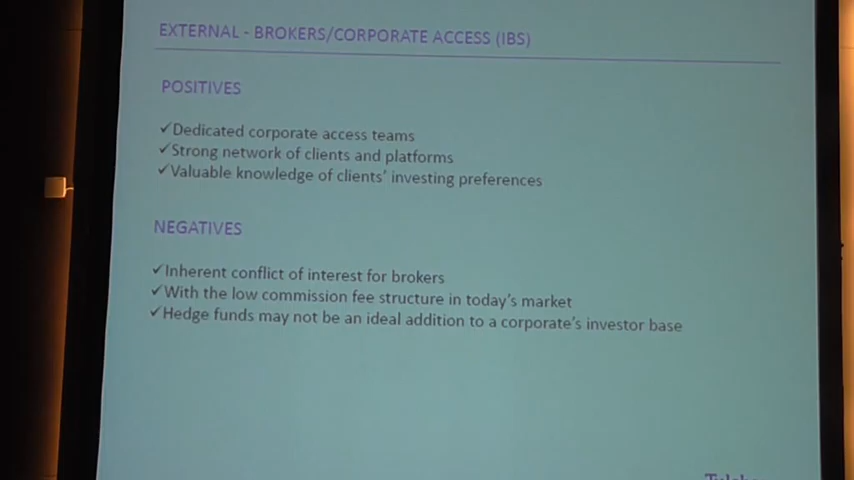 EXTERNAL - BROKERS/CORPORATE ACCESS (IBS)
POSITIVES
✓Dedicated corporate access teams
✓Strong network of clients and platforms
✓Valuable knowledge of clients' investing preferences
NEGATIVES
✓Inherent conflict of interest for brokers
✓With the low commission fee structure in today's market
✓Hedge funds may not be an ideal addition to a corporate's investor base